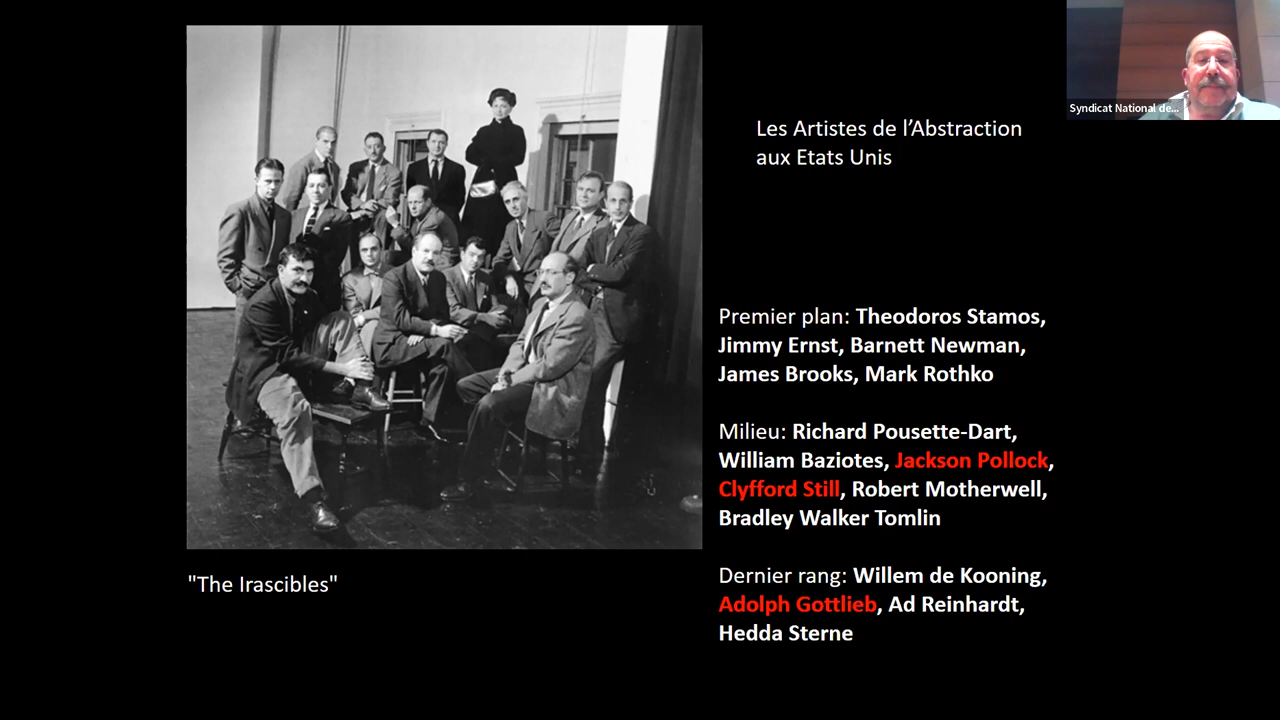 Syndicat National de...
Les Artistes de l’Abstraction
aux Etats Unis
Premier plan: Theodoros Stamos,
Jimmy Ernst, Barnett Newman,
James Brooks, Mark Rothko
Milieu: Richard Pousette-Dart,
William Baziotes, Jackson Pollock,
Clyfford Still, Robert Motherwell,
Bradley Walker Tomlin
Dernier rang: Willem de Kooning,
Adolph Gottlieb, Ad Reinhardt,
Hedda Sterne
"The Irascibles"